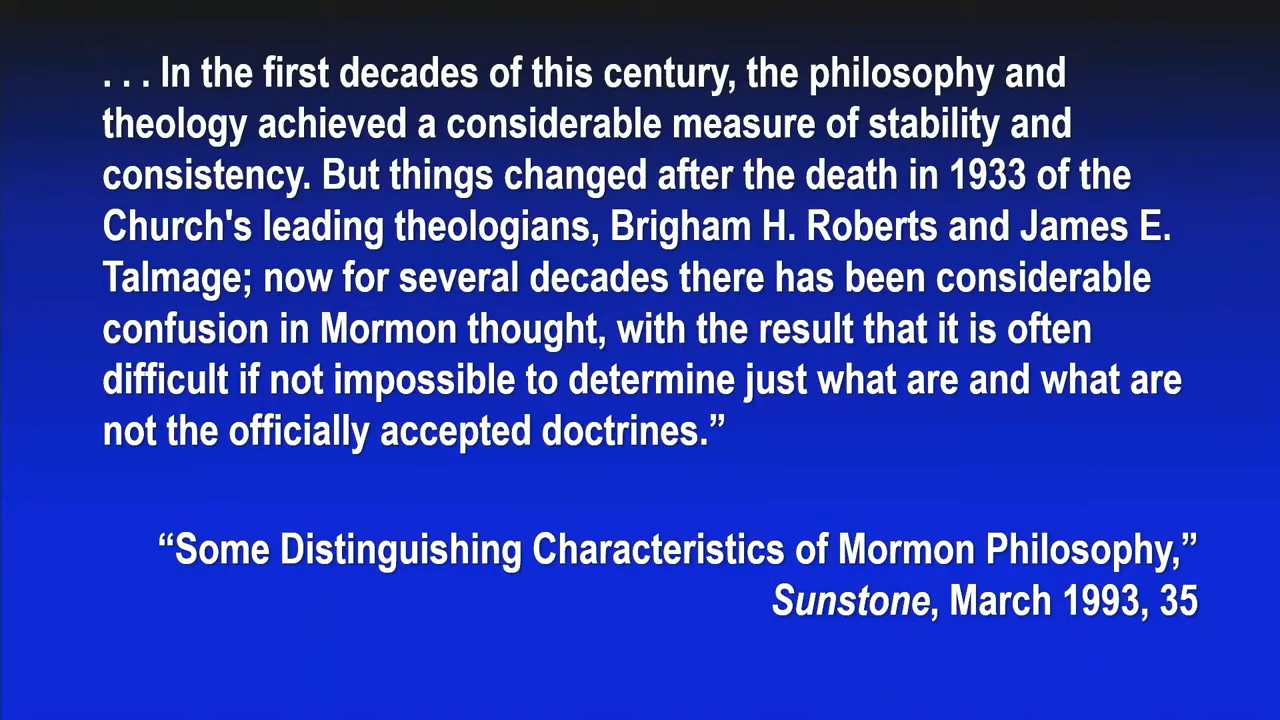 . . . In the first decades of this century, the philosophy and
theology achieved a considerable measure of stability and
consistency. But things changed after the death in 1933 of the
Church's leading theologians, Brigham H. Roberts and James E.
Talmage; now for several decades there has been considerable
confusion in Mormon thought, with the result that it is often
difficult if not impossible to determine just what are and what are
not the officially accepted doctrines.”
“Some Distinguishing Characteristics of Mormon Philosophy,”
Sunstone, March 1993, 35